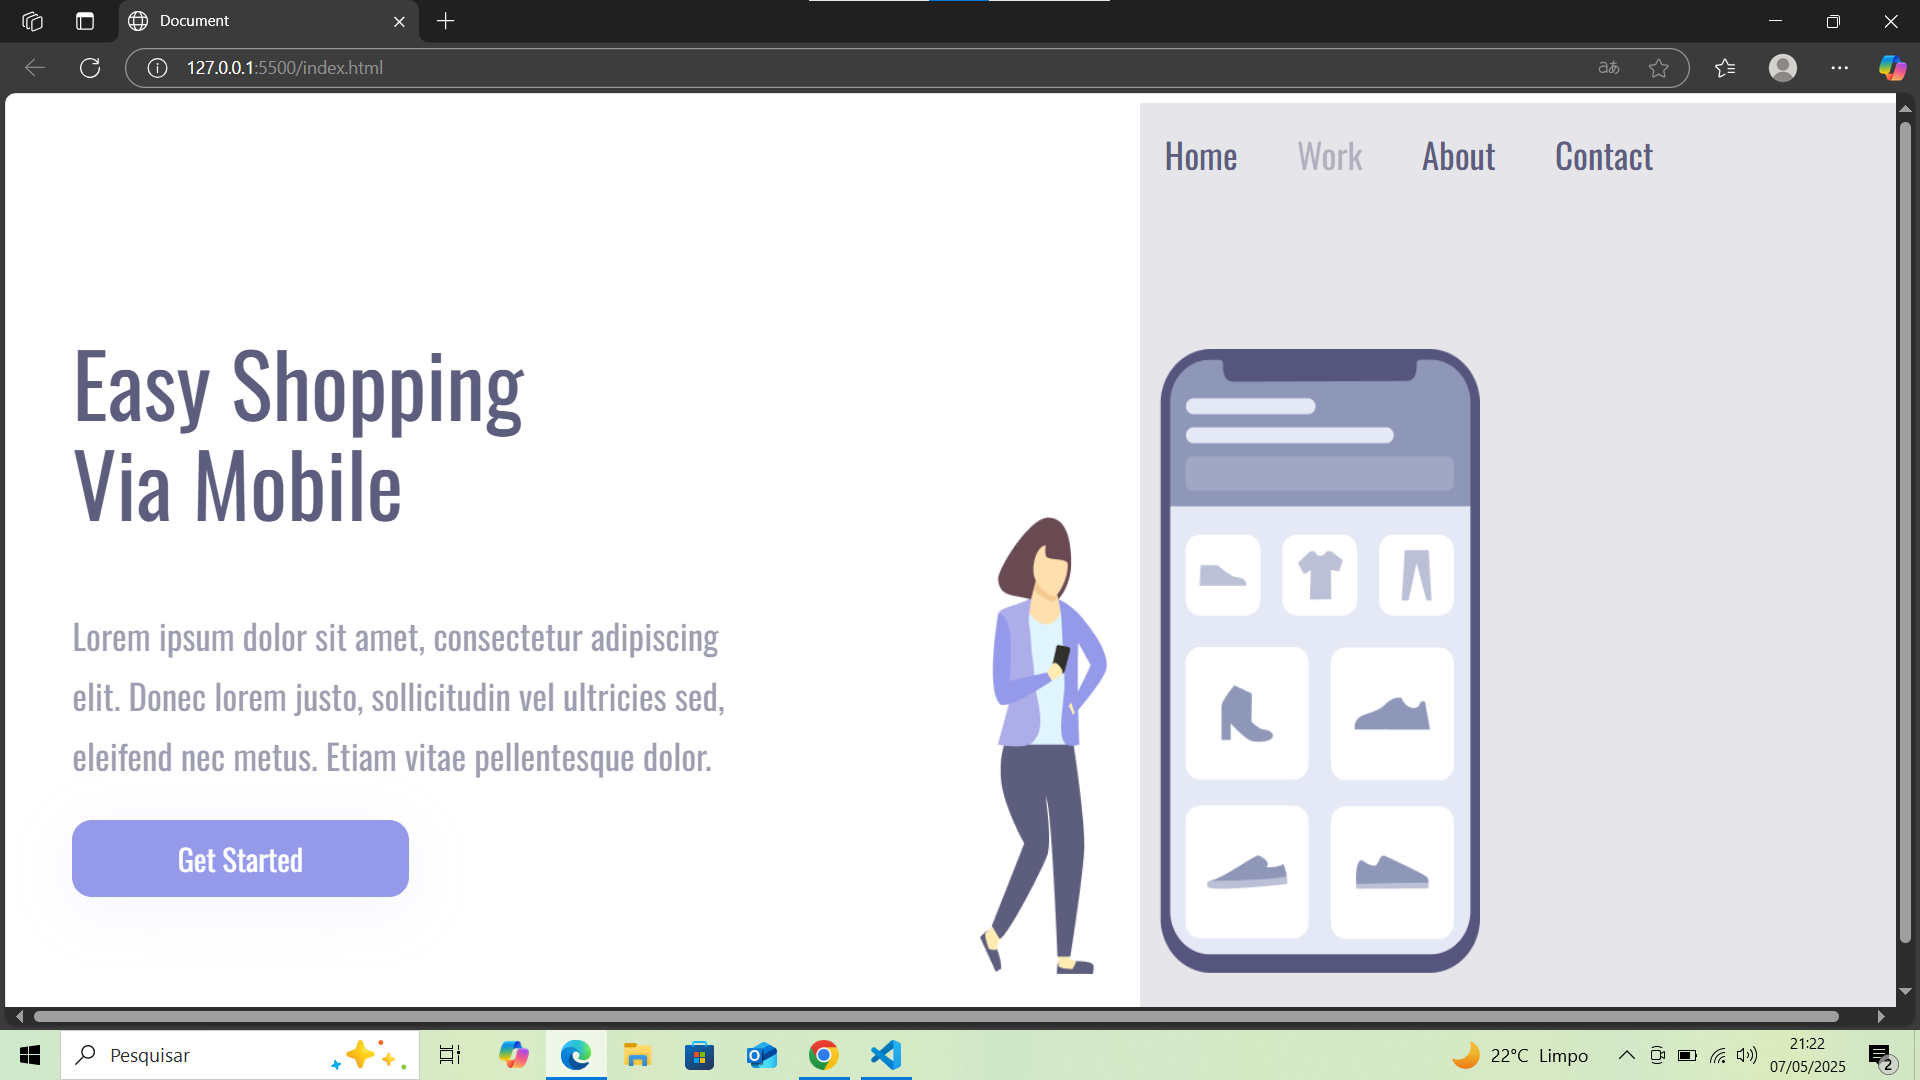 Document
127.0.0.1:5500/index.html
Home Work About Contact
Easy Shopping
Via Mobile
Lorem ipsum dolor sit amet, consectetur adipiscing
elit. Donec lorem justo, sollicitudin vel ultricies sed,
eleifend nec metus. Etiam vitae pellentesque dolor.
Get Started
Pesquisar
22°C Limpo
21:22
07/05/2025
2